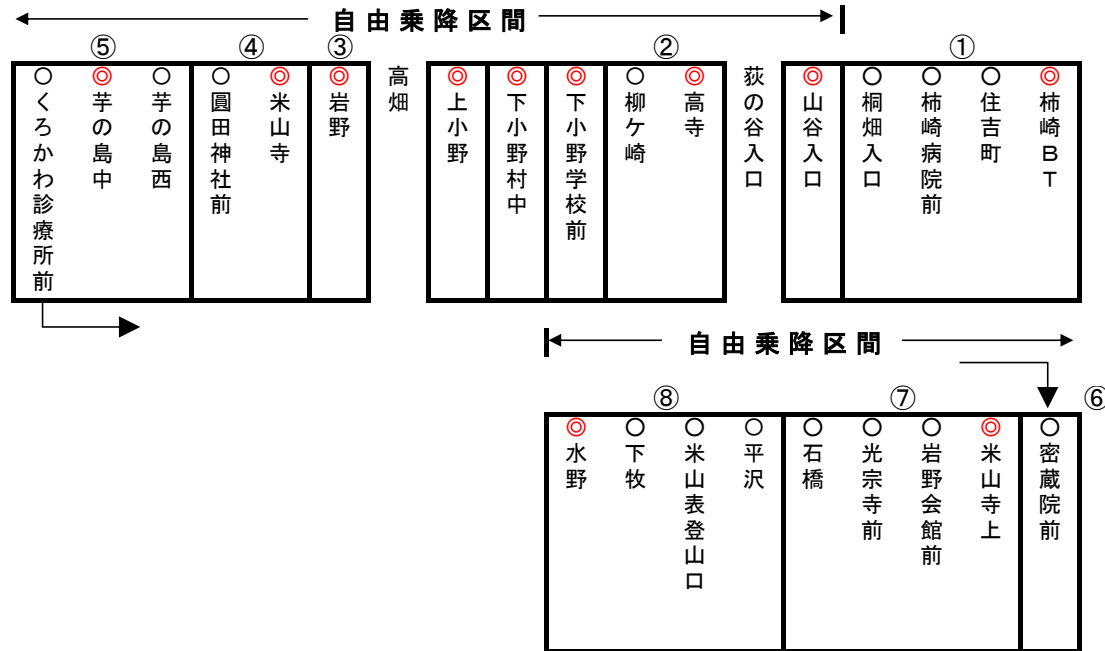 自由乗降区間
⑤
④
③
②
①
くろかわ診療所前
芋の島中
芋の島西
圓田神社前
米山寺
岩野
高畑
上小野
下小野村中
下小野学校前
柳ケ崎
高寺
荻の谷入口
山谷入口
桐畑入口
柿崎病院前
住吉町
柿崎BT
自由乗降区間
⑧
⑦
⑥
水野
下牧
米山表登山口
平沢
石橋
光宗寺前
岩野会館前
米山寺上
密蔵院前